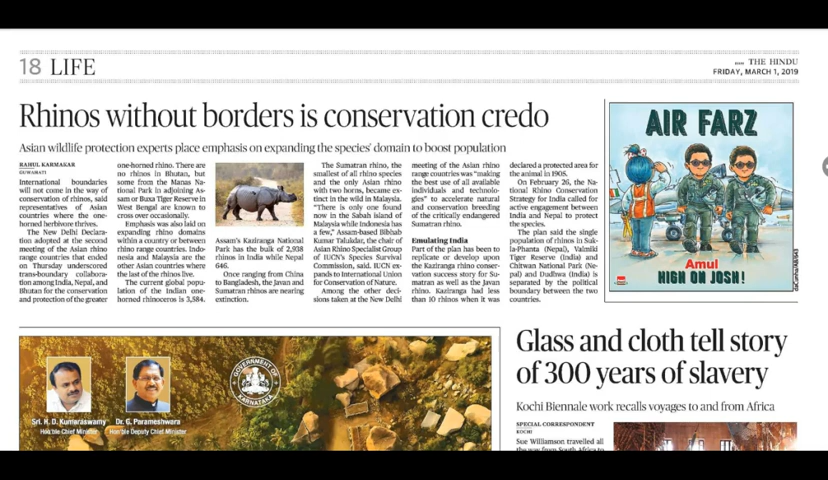 18 LIFE
THE HINDU
FRIDAY, MARCH 1, 2019
Rhinos without borders is conservation credo
Asian wildlife protection experts place emphasis on expanding the species' domain to boost population
RAHUL KARMAKAR
GUWAHATI
International boundaries
will not come in the way of
conservation of rhinos, said
representatives of Asian
countries where the one-
horned herbivore thrives.
The New Delhi Declara-
tion adopted at the second
meeting of the Asian rhino
range countries that ended
on Thursday underscored
trans-boundary collabora-
tion among India, Nepal, and
Bhutan for the conservation
and protection of the greater
one-horned rhino. There are
no rhinos in Bhutan, but
some from the Manas Na-
tional Park in adjoining As-
sam or Buxa Tiger Reserve in
West Bengal are known to
cross over occasionally.
Emphasis was also laid on
expanding rhino domains
within a country or between
rhino range countries. Indo-
nesia and Malaysia are the
other Asian countries where
the last of the rhinos live.
The current global popu-
lation of the Indian one-
horned rhinoceros is 3,584.
Assam's Kaziranga National
Park has the bulk of 2,938
rhinos in India while Nepal
646.
Once ranging from China
to Bangladesh, the Javan and
Sumatran rhinos are nearing
extinction.
The Sumatran rhino, the
smallest of all rhino species
and the only Asian rhino
with two horns, became ex-
tinct in the wild in Malaysia.
"There is only one found
now in the Sabah island of
Malaysia while Indonesia has
a few," Assam-based Bibhab
Kumar Talukdar, the chair of
Asian Rhino Specialist Group
of IUCN's Species Survival
Commission, said. IUCN ex-
pands to International Union
for Conservation of Nature.
Among the other deci-
sions taken at the New Delhi
meeting of the Asian rhino
range countries was "making
the best use of all available
individuals and technolo-
gies" to accelerate natural
and conservation breeding
of the critically endangered
Sumatran rhino.
Emulating India
Part of the plan has been to
replicate or develop upon
the Kaziranga rhino conser-
vation success story for Su-
matran as well as the Javan
rhino. Kaziranga had less
than 10 rhinos when it was
declared a protected area for
the animal in 1905.
On February 26, the Na-
tional Rhino Conservation
Strategy for India called for
active engagement between
India and Nepal to protect
the species.
The plan said the single
population of rhinos in Suk-
la-Phanta (Nepal), Valmiki
Tiger Reserve (India) and
Chitwan National Park (Ne-
pal) and Dudhwa (India) is
separated by the political
boundary between the two
countries.
AIR FARZ
Amul
HIGH ON JOSH!
GOVERNMENT OF
KARNATAKA
Sri. H. D. Kumaraswamy
Hon'ble Chief Minister
Dr. G. Parameshwara
Hon'ble Deputy Chief Minister
Glass and cloth tell story
of 300 years of slavery
Kochi Biennale work recalls voyages to and from Africa
SPECIAL CORRESPONDENT
KOCHI
Sue Williamson travelled all
the way from South Africa to